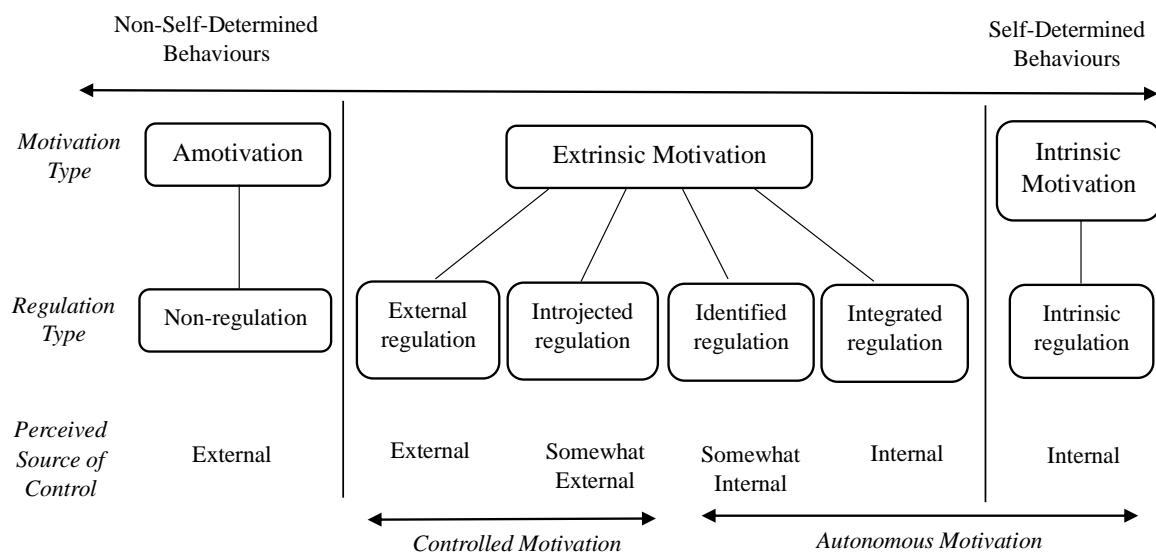 Non-Self-Determined
Behaviours
Self-Determined
Behaviours
Motivation
Type
Amotivation
Extrinsic Motivation
Intrinsic
Motivation
Regulation
Type
Non-regulation
External
regulation
Introjected
regulation
Identified
regulation
Integrated
regulation
Intrinsic
regulation
Perceived
Source of
Control
External
External
Somewhat
External
Somewhat
Internal
Internal
Internal
Controlled Motivation
Autonomous Motivation